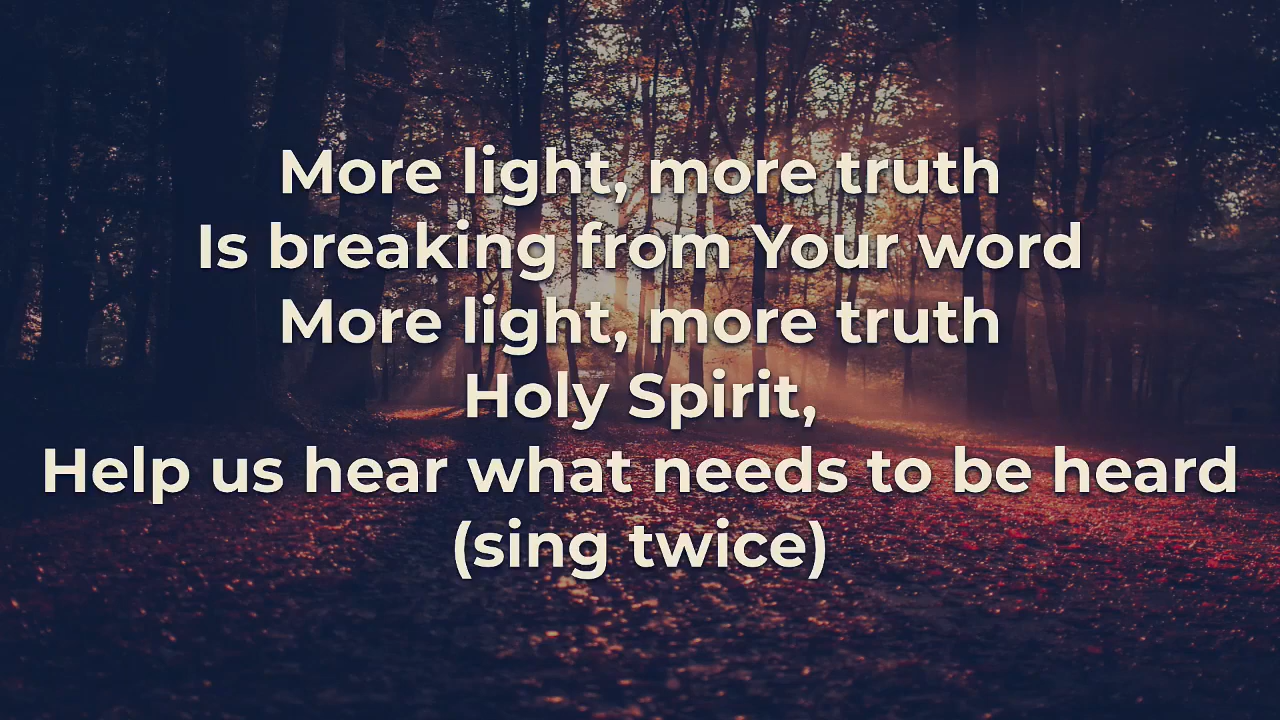 More light, more truth
Is breaking from Your word
More light, more truth
Holy Spirit,
Help us hear what needs to be heard
(sing twice)